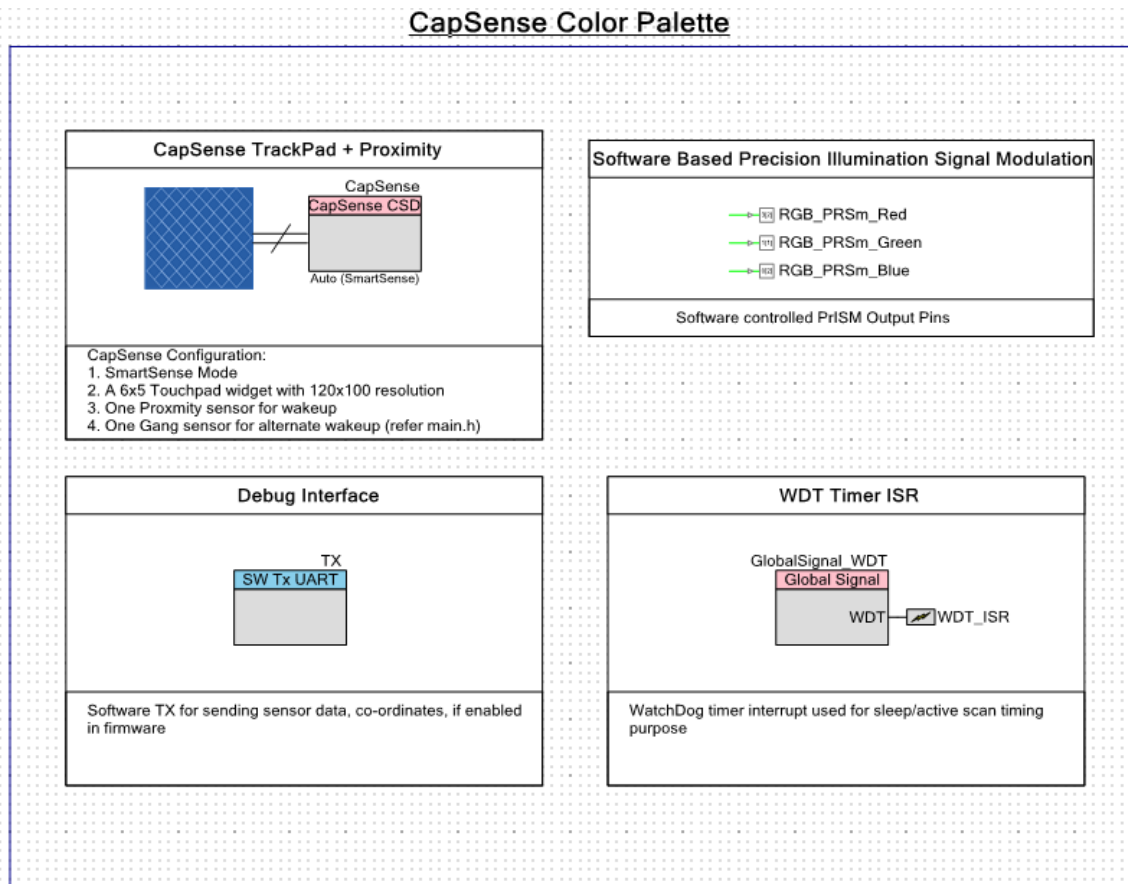 CapSense Color Palette
CapSense TrackPad + Proximity
CapSense
CapSense CSD
Auto (SmartSense)
CapSense Configuration:
1. SmartSense Mode
2. A 6x5 Touchpad widget with 120x100 resolution
3. One Proxmity sensor for wakeup
4. One Gang sensor for alternate wakeup (refer main.h)
Software Based Precision Illumination Signal Modulation
RGB_PRSm_Red
RGB_PRSm_Green
RGB_PRSm_Blue
Software controlled PrISM Output Pins
Debug Interface
TX
SW Tx UART
Software TX for sending sensor data, co-ordinates, if enabled
in firmware
WDT Timer ISR
GlobalSignal_WDT
Global Signal
WDT
WDT_ISR
WatchDog timer interrupt used for sleep/active scan timing
purpose